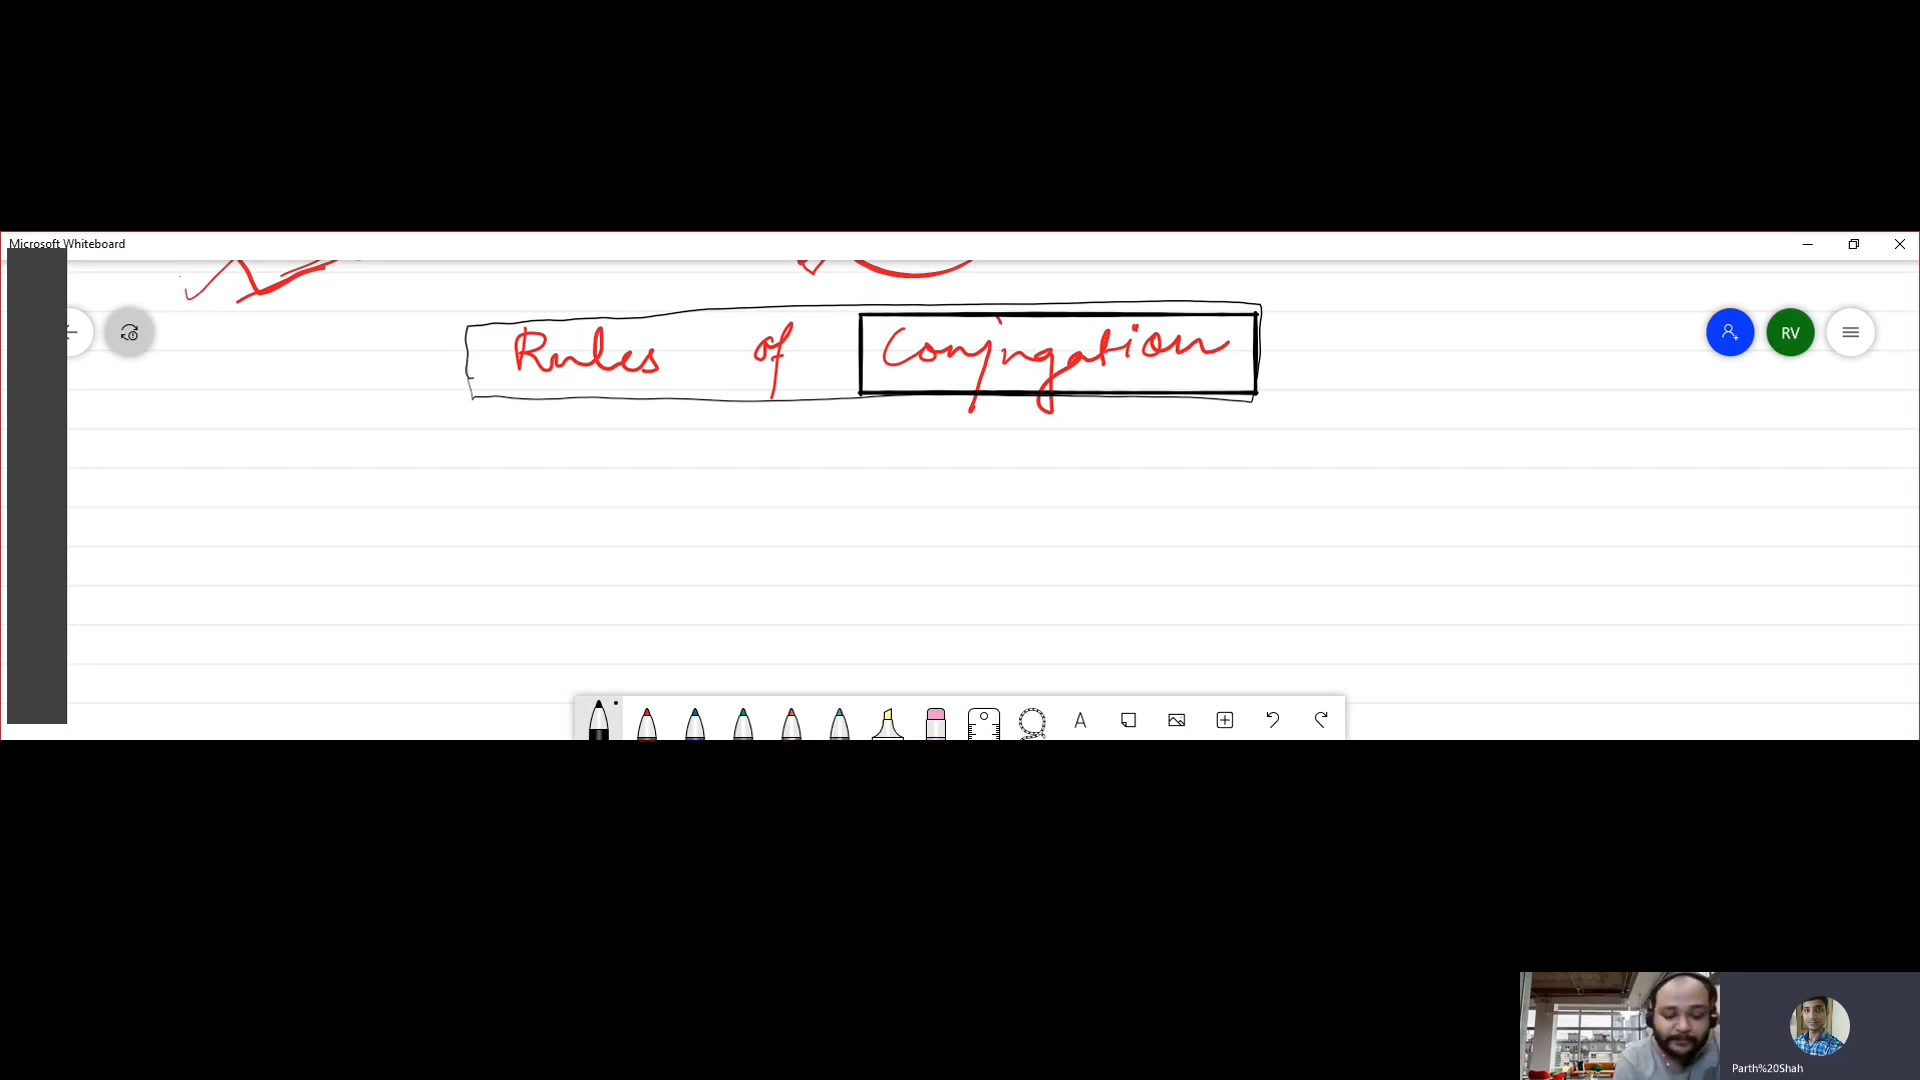 Microsoft Whiteboard
Rules of Conjugation
RV
A
Parth%20Shah